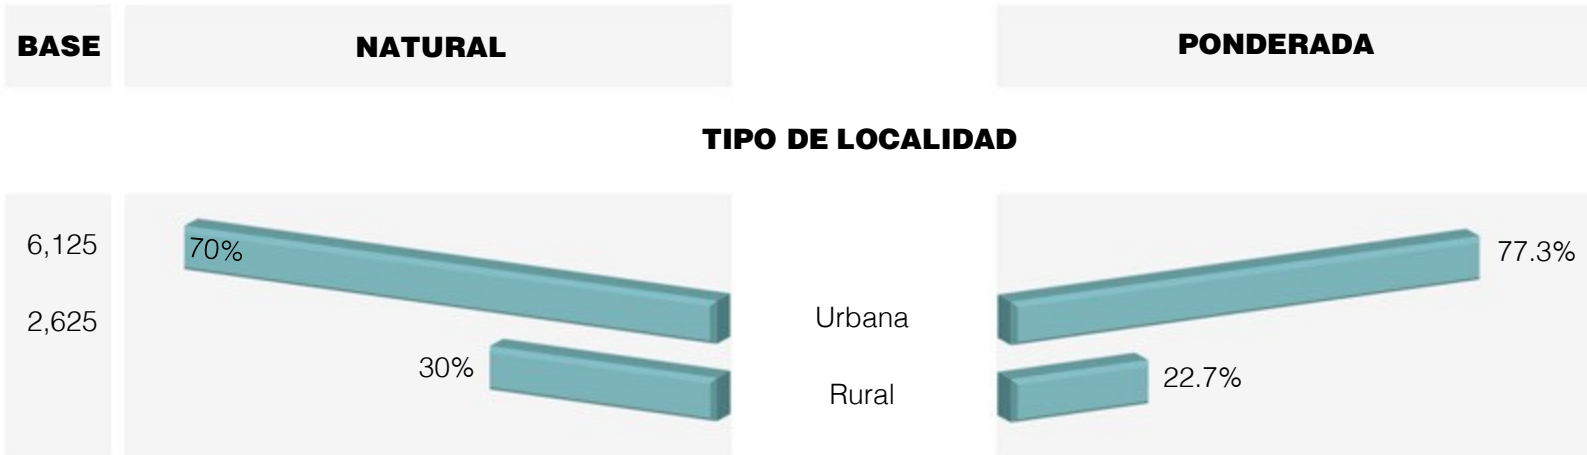 BASE NATURAL PONDERADA
TIPO DE LOCALIDAD
6,125 70% 77.3%
2,625 Urbana
30% 22.7%
Rural